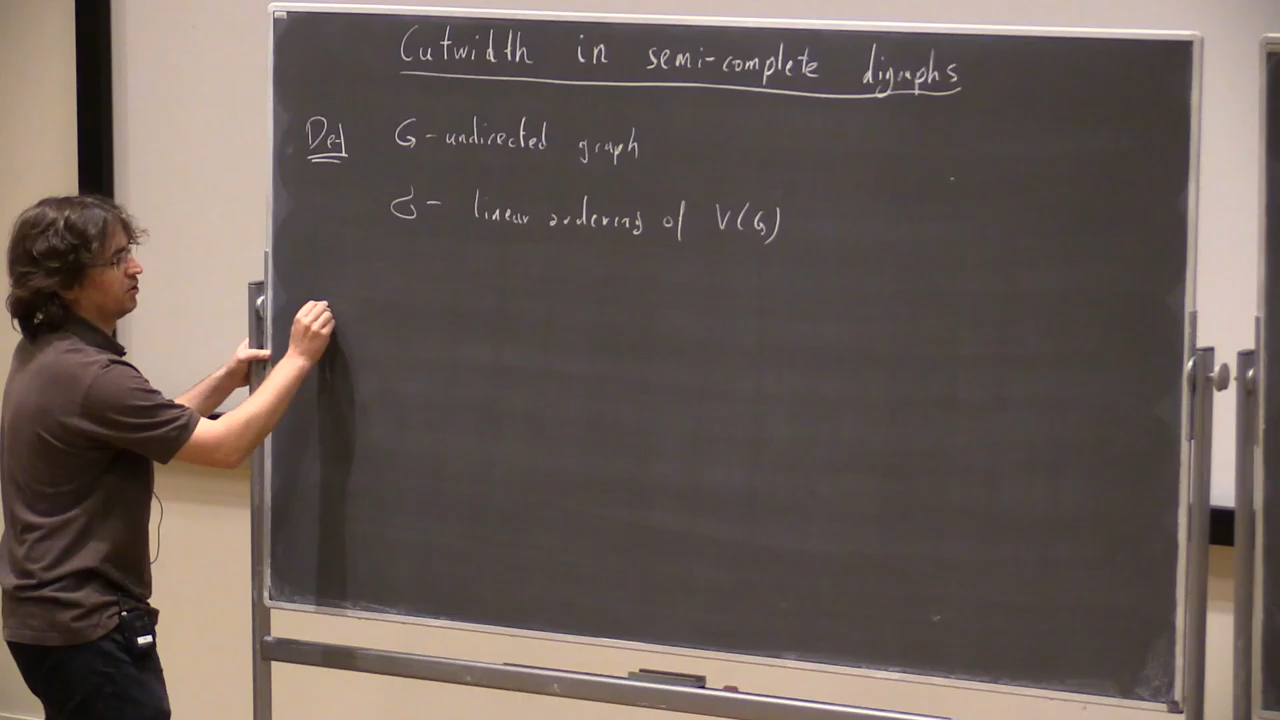 Cutwidth in semi-complete digraphs
Def G - undirected graph
σ - linear ordering of V(G)